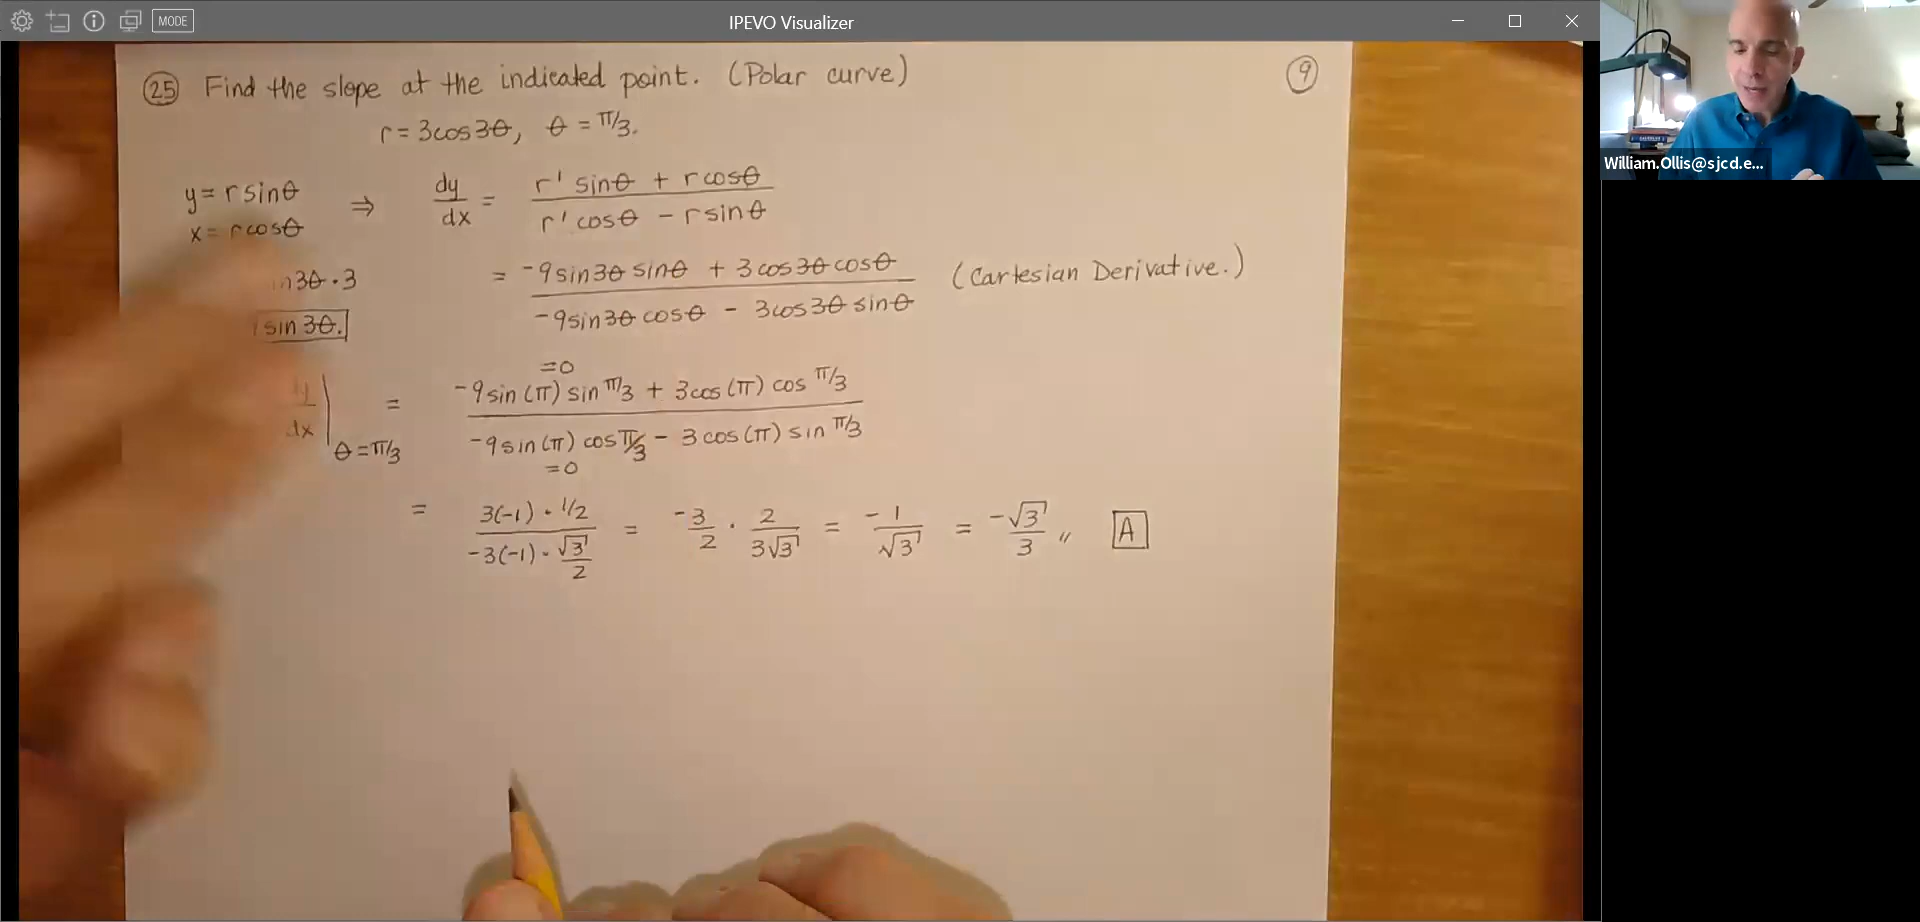 MODE
IPEVO Visualizer
25 Find the slope at the indicated point. (Polar curve)
9
r = 3cos3θ, θ = π/3.
y = r sinθ
x = r cosθ
⇒ dy/dx = (r' sinθ + r cosθ)/(r' cosθ - r sinθ)
3θ · 3
sin 3θ.
= (-9sin3θ sinθ + 3cos3θ cosθ)/(-9sin3θ cosθ - 3cos3θ sinθ) (Cartesian Derivative.)
=0
dx | θ = π/3 = (-9sin(π) sin π/3 + 3cos(π) cos π/3)/(-9sin(π) cos π/3 - 3cos(π) sin π/3)
=0
= (3(-1) · 1/2)/(-3(-1) · √3/2) = -3/2 · 2/3√3 = -1/√3 = -√3/3 ,, A
William.Ollis@sjcd.e...